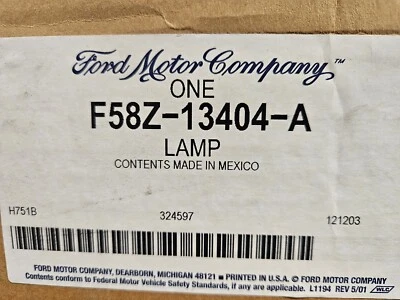 Ford Motor Company™
ONE
F58Z-13404-A
LAMP
CONTENTS MADE IN MEXICO
H751B 324597 121203
FORD MOTOR COMPANY, DEARBORN, MICHIGAN 48121 ■ PRINTED IN U.S.A. © FORD MOTOR COMPANY
Contents conform to Federal Motor Vehicle Safety Standards, if applicable. L1194 REV 5/01 WLC